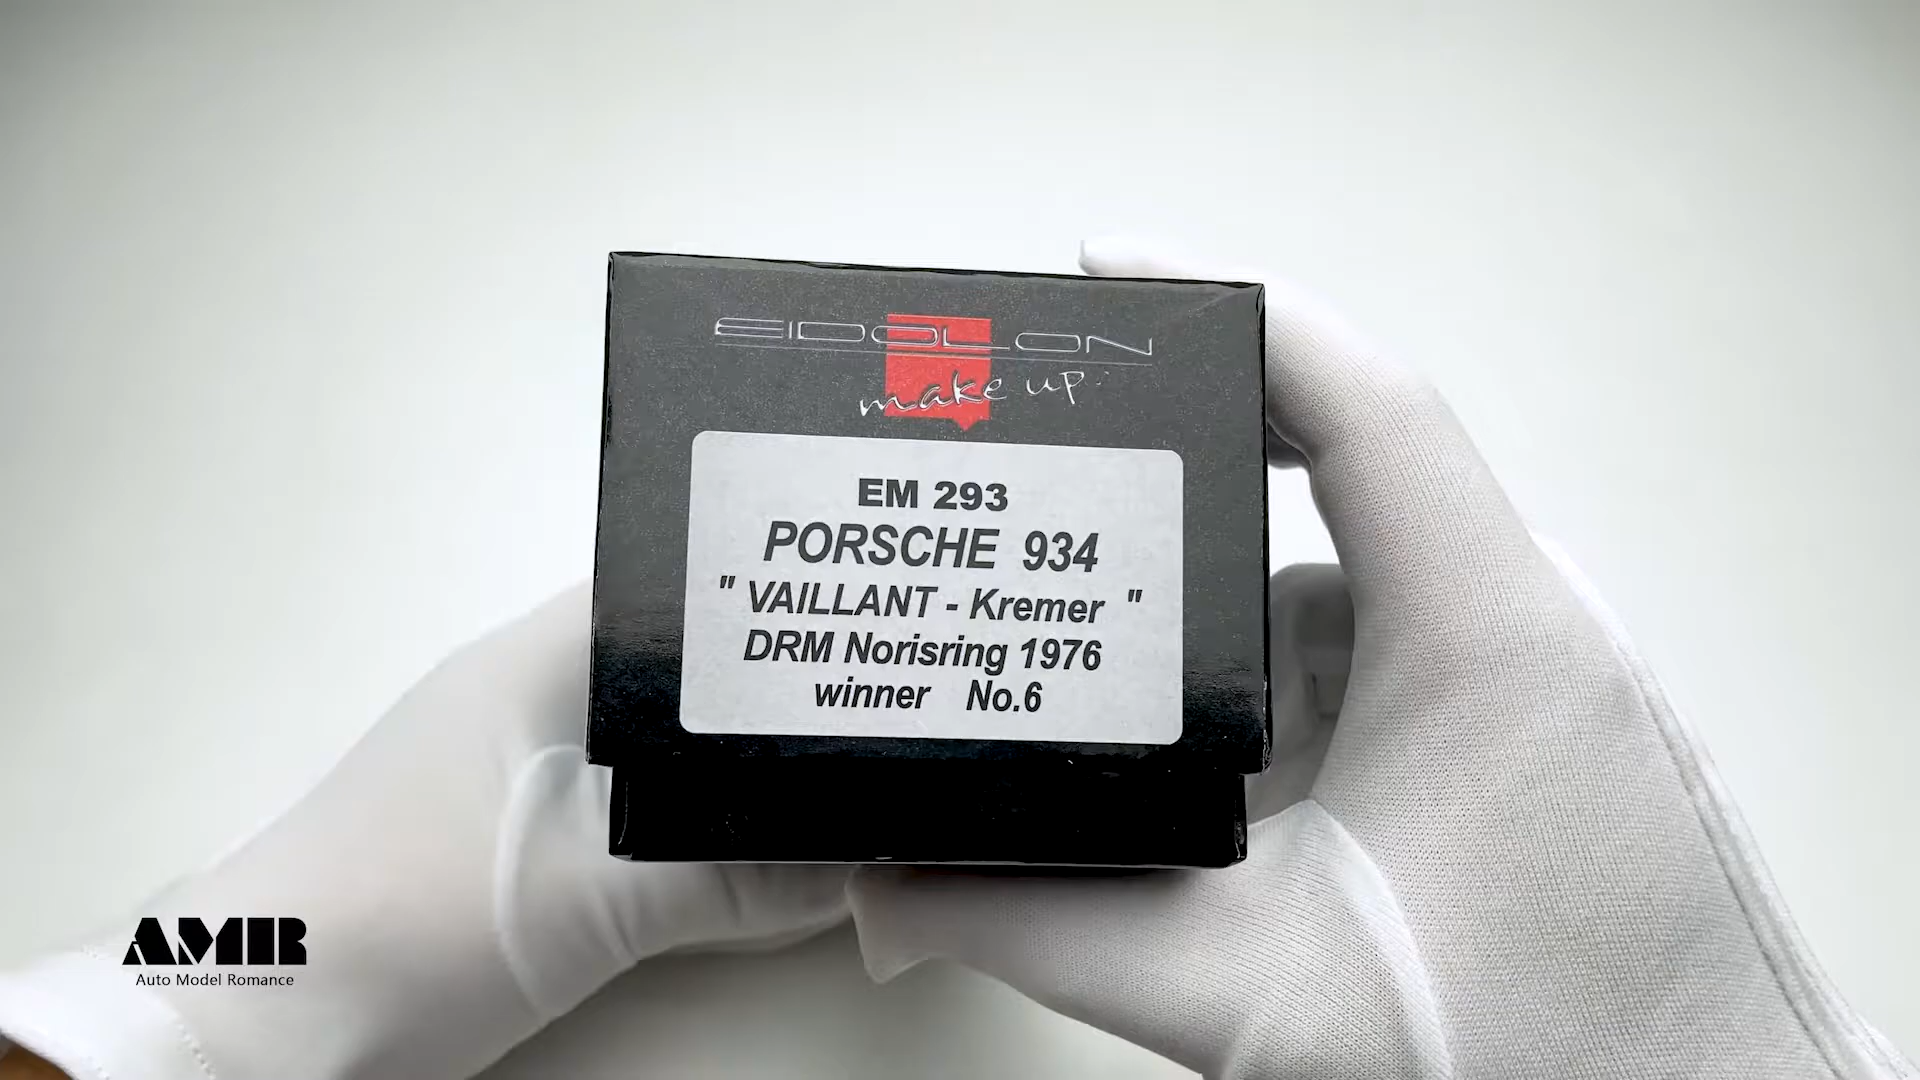 EIDOLON
make up.
EM 293
PORSCHE 934
" VAILLANT - Kremer "
DRM Norisring 1976
winner No.6
AMR
Auto Model Romance